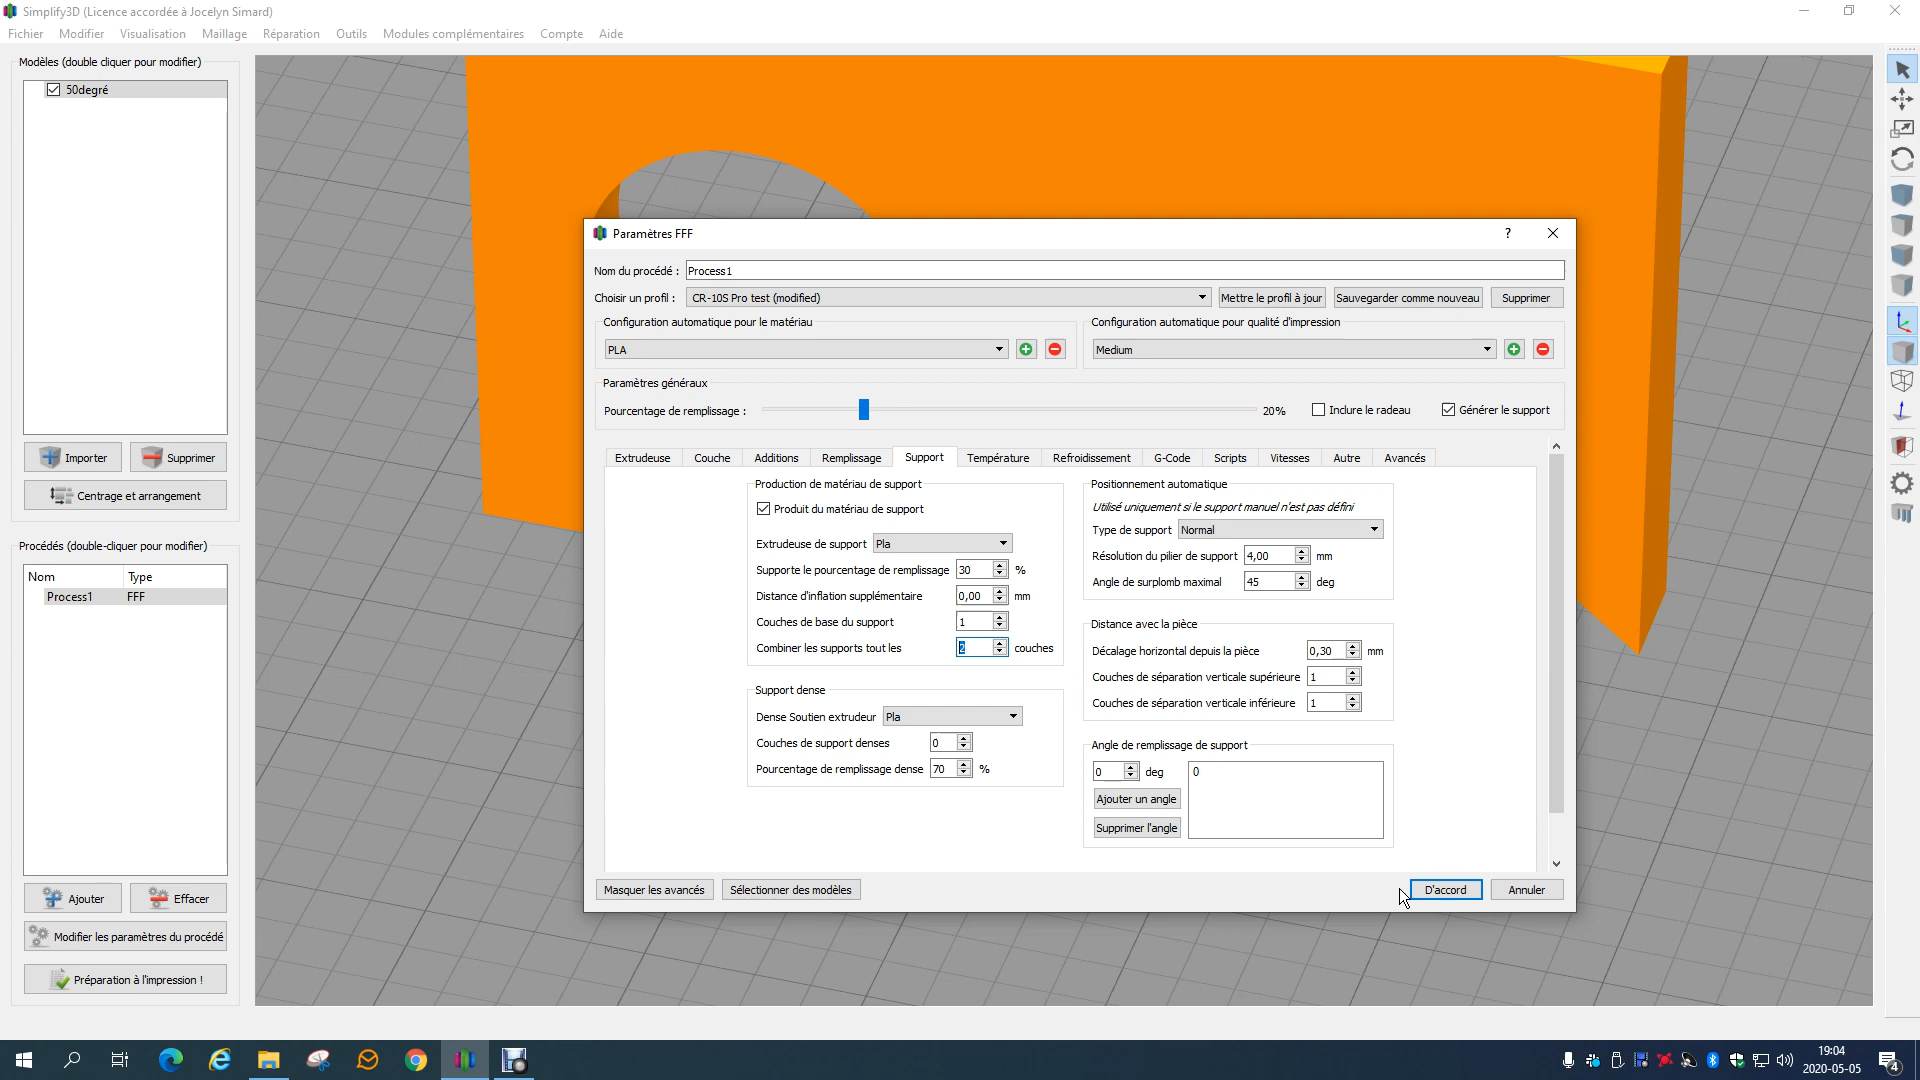 Simplify3D (Licence accordée à Jocelyn Simard)
Fichier Modifier Visualisation Maillage Réparation Outils Modules complémentaires Compte Aide
Modèles (double cliquer pour modifier)
50degré
Importer Supprimer
Centrage et arrangement
Procédés (double-cliquer pour modifier)
Nom Type
Process1 FFF
Ajouter Effacer
Modifier les paramètres du procédé
Préparation à l'impression !
Paramètres FFF
?
Nom du procédé : Process1
Choisir un profil : CR-10S Pro test (modified) Mettre le profil à jour Sauvegarder comme nouveau Supprimer
Configuration automatique pour le matériau
PLA
Configuration automatique pour qualité d'impression
Medium
Paramètres généraux
Pourcentage de remplissage : 20% Inclure le radeau Générer le support
Extrudeuse Couche Additions Remplissage Support Température Refroidissement G-Code Scripts Vitesses Autre Avancés
Production de matériau de support
Produit du matériau de support
Extrudeuse de support Pla
Supporte le pourcentage de remplissage 30 %
Distance d'inflation supplémentaire 0,00 mm
Couches de base du support 1
Combiner les supports tout les 2 couches
Support dense
Dense Soutien extrudeur Pla
Couches de support denses 0
Pourcentage de remplissage dense 70 %
Positionnement automatique
Utilisé uniquement si le support manuel n'est pas défini
Type de support Normal
Résolution du pilier de support 4,00 mm
Angle de surplomb maximal 45 deg
Distance avec la pièce
Décalage horizontal depuis la pièce 0,30 mm
Couches de séparation verticale supérieure 1
Couches de séparation verticale inférieure 1
Angle de remplissage de support
0 deg 0
Ajouter un angle
Supprimer l'angle
Masquer les avancés Sélectionner des modèles D'accord Annuler
19:04
2020-05-05
4